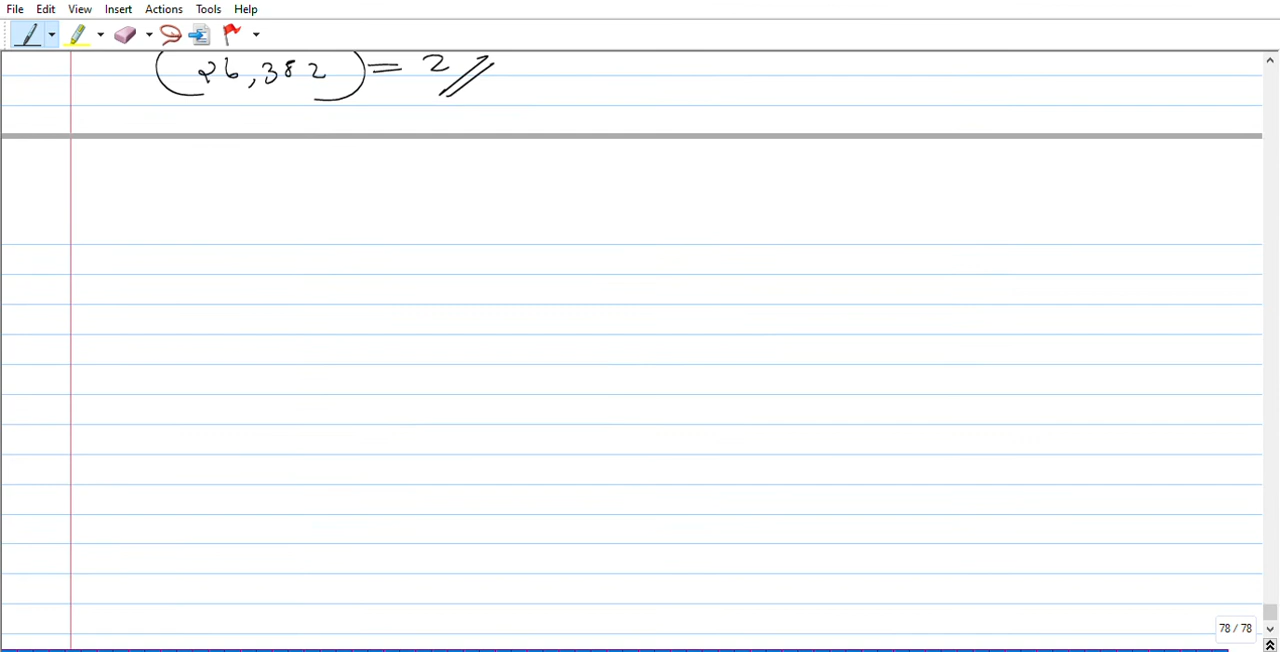 File Edit View Insert Actions Tools Help
(26,382) = 2 //
78 / 78